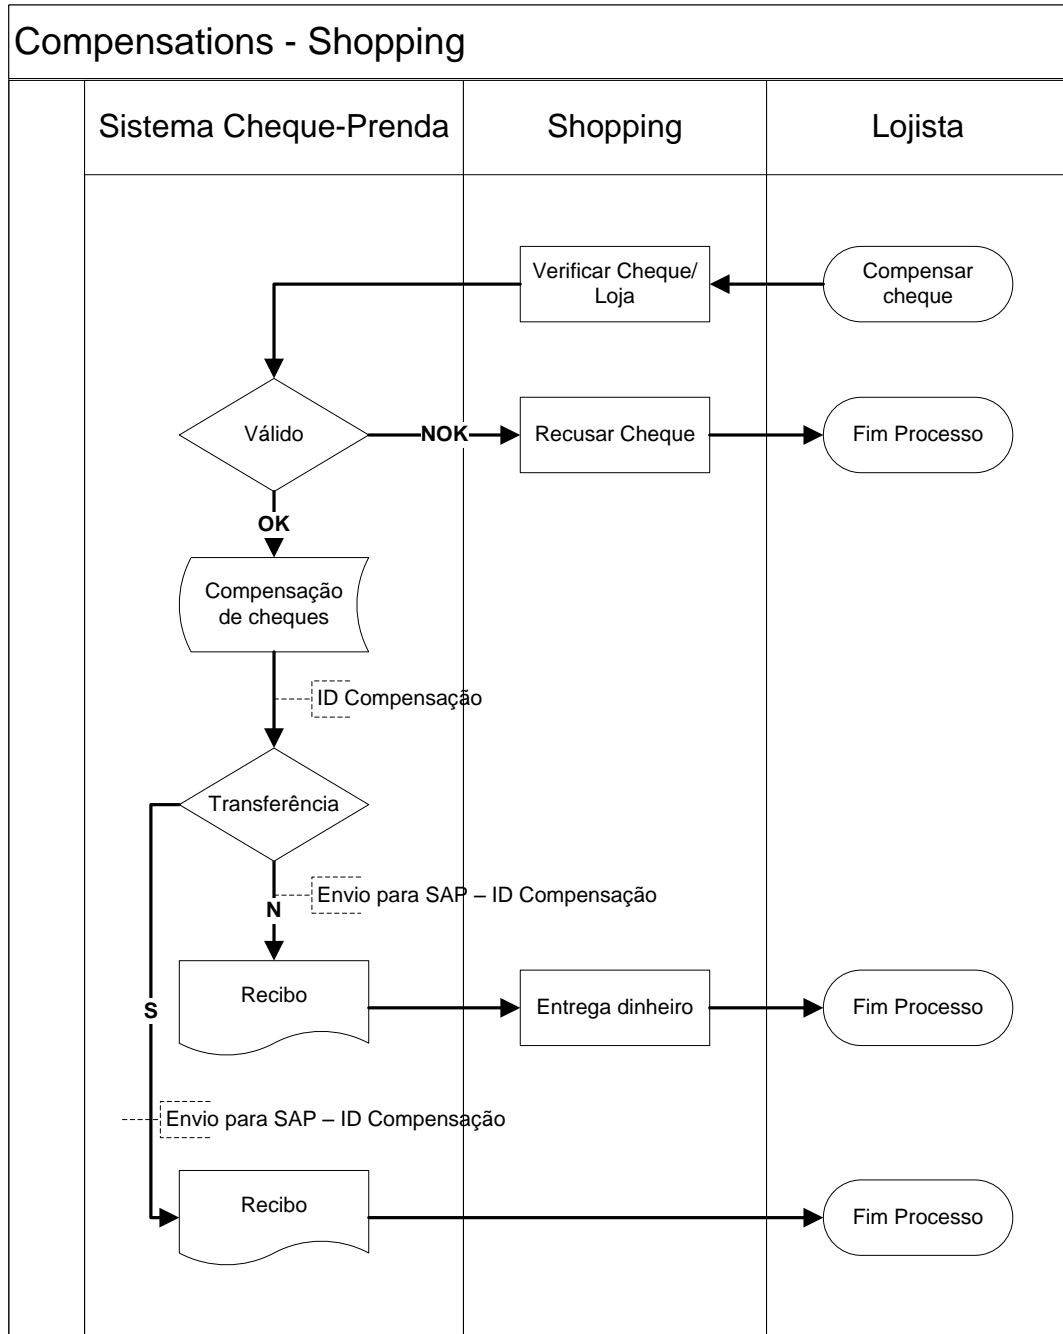 Compensations - Shopping
Sistema Cheque-Prenda
Shopping
Lojista
Verificar Cheque/
Loja
Compensar
cheque
Válido
NOK
Recusar Cheque
Fim Processo
OK
Compensação
de cheques
ID Compensação
Transferência
Envio para SAP – ID Compensação
N
Recibo
Entrega dinheiro
Fim Processo
S
Envio para SAP – ID Compensação
Recibo
Fim Processo